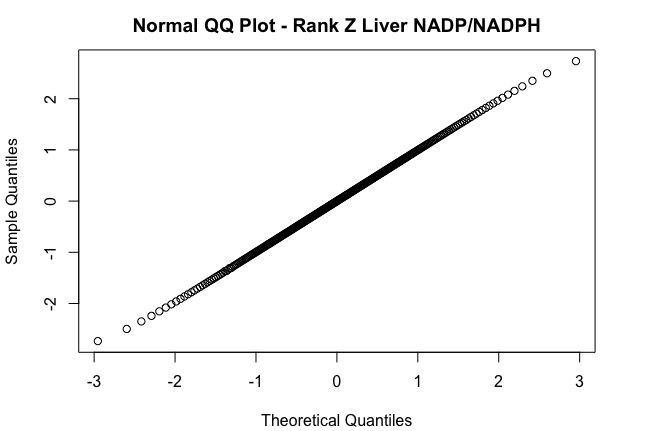 Normal QQ Plot - Rank Z Liver NADP/NADPH
Sample Quantiles
2
1
0
-1
-2
-3 -2 -1 0 1 2 3
Theoretical Quantiles